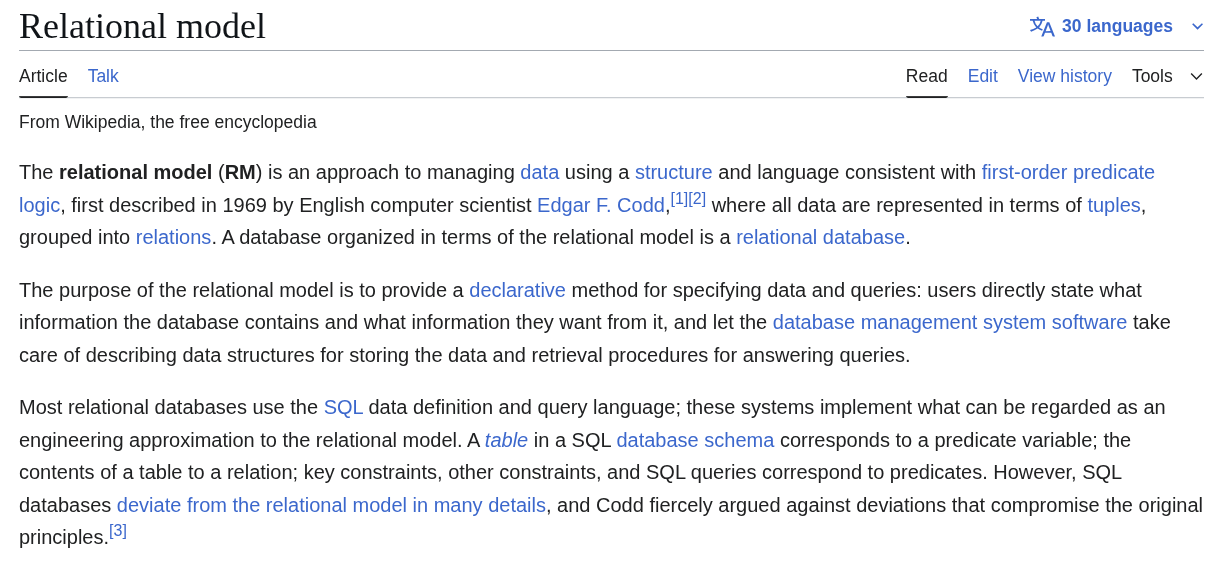 Relational model
30 languages
Article Talk Read Edit View history Tools
From Wikipedia, the free encyclopedia
The relational model (RM) is an approach to managing data using a structure and language consistent with first-order predicate
logic, first described in 1969 by English computer scientist Edgar F. Codd,[1][2] where all data are represented in terms of tuples,
grouped into relations. A database organized in terms of the relational model is a relational database.
The purpose of the relational model is to provide a declarative method for specifying data and queries: users directly state what
information the database contains and what information they want from it, and let the database management system software take
care of describing data structures for storing the data and retrieval procedures for answering queries.
Most relational databases use the SQL data definition and query language; these systems implement what can be regarded as an
engineering approximation to the relational model. A table in a SQL database schema corresponds to a predicate variable; the
contents of a table to a relation; key constraints, other constraints, and SQL queries correspond to predicates. However, SQL
databases deviate from the relational model in many details, and Codd fiercely argued against deviations that compromise the original
principles.[3]